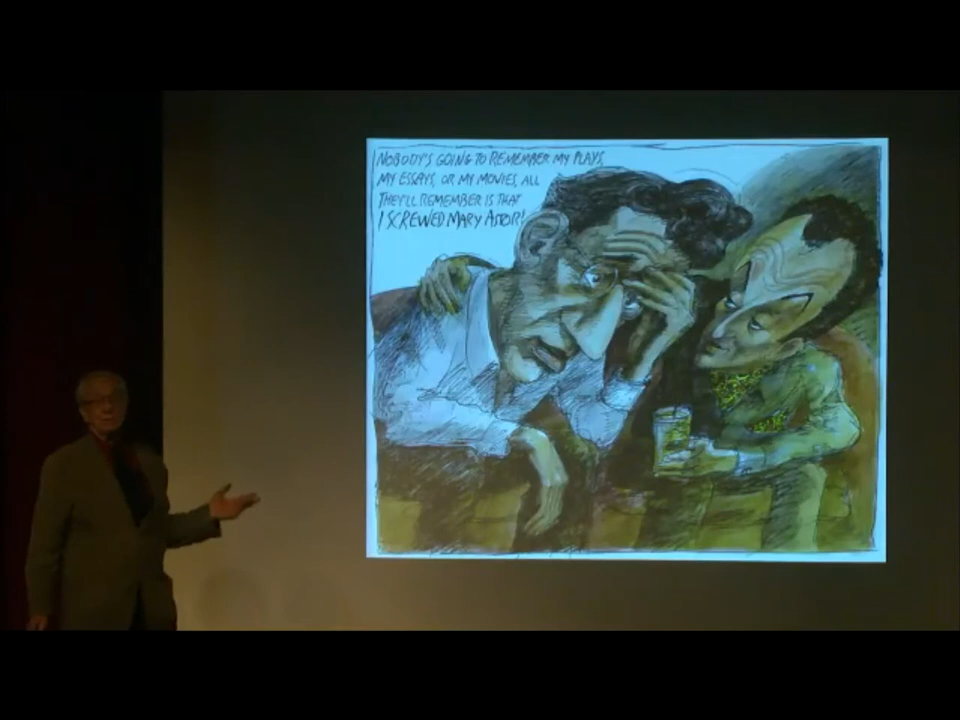 NOBODY'S GOING TO REMEMBER MY PLAYS,
MY ESSAYS, OR MY MOVIES, ALL
THEY'LL REMEMBER IS THAT
I SCREWED MARY ASTOR!